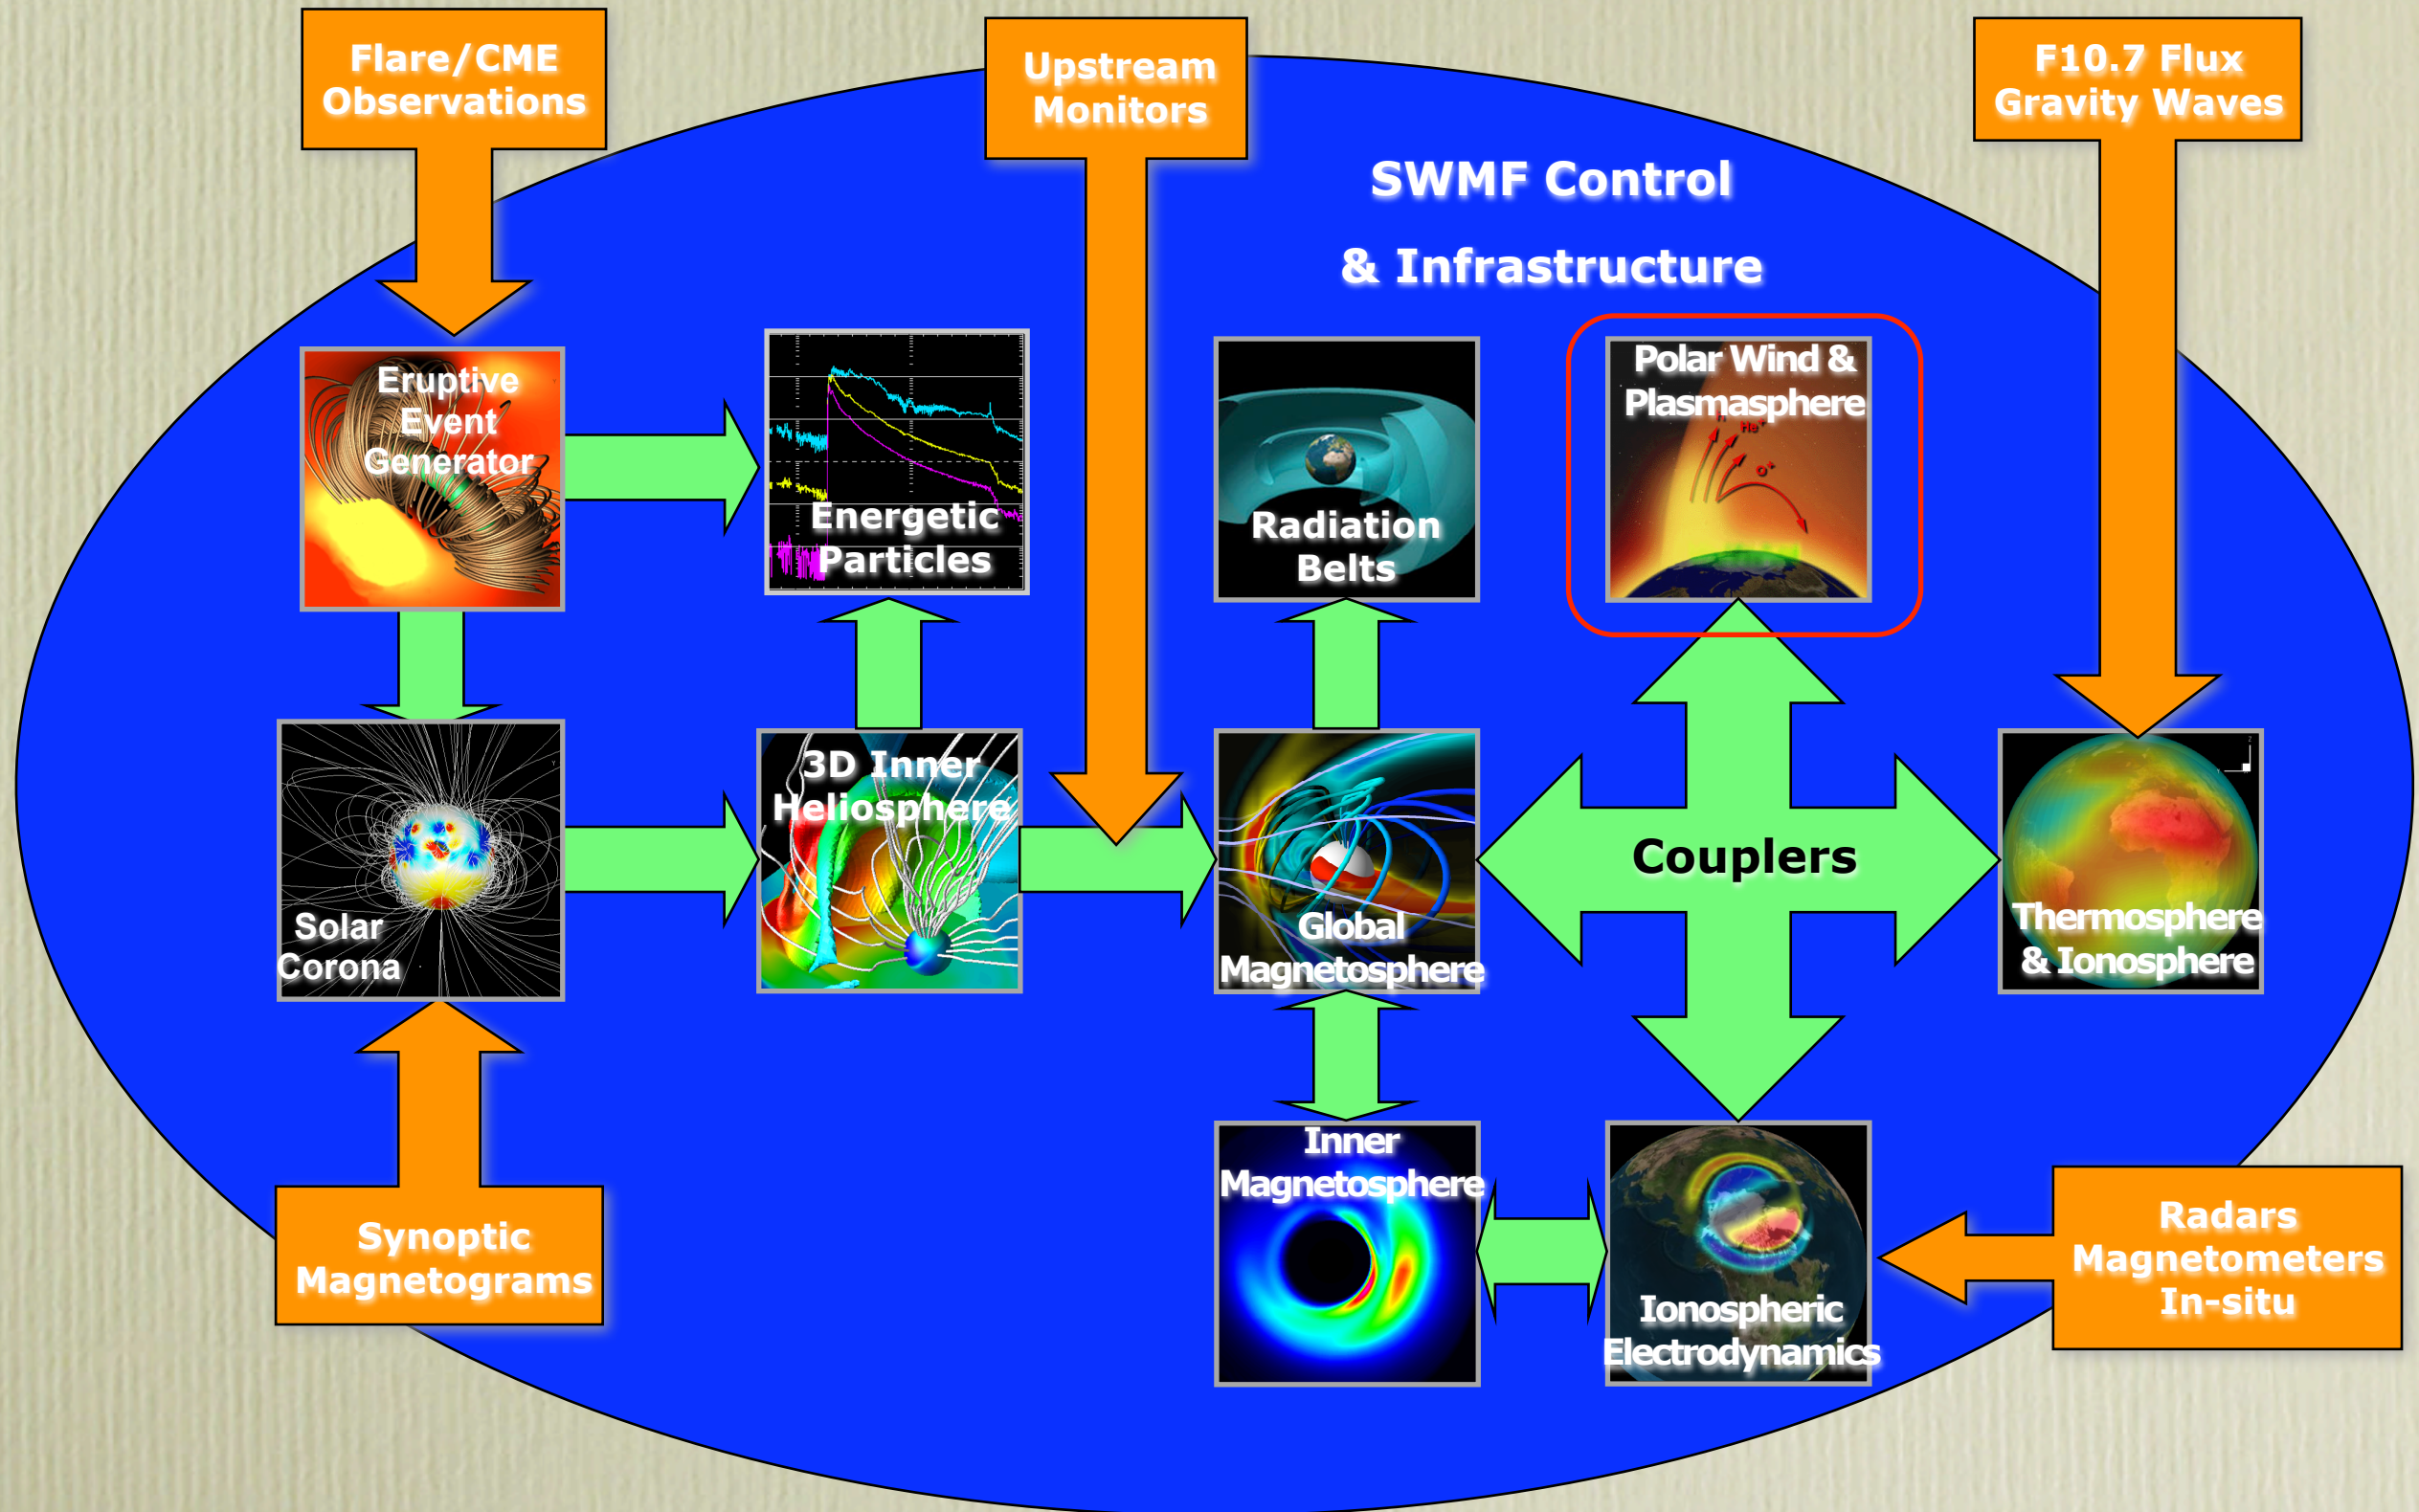 Flare/CME
Observations
Upstream
Monitors
F10.7 Flux
Gravity Waves
SWMF Control
& Infrastructure
Eruptive
Event
Generator
Energetic
Particles
Radiation
Belts
Polar Wind &
Plasmasphere
He+
O+
Solar
Corona
3D Inner
Heliosphere
Global
Magnetosphere
Couplers
Thermosphere
& Ionosphere
Synoptic
Magnetograms
Inner
Magnetosphere
Ionospheric
Electrodynamics
Radars
Magnetometers
In-situ